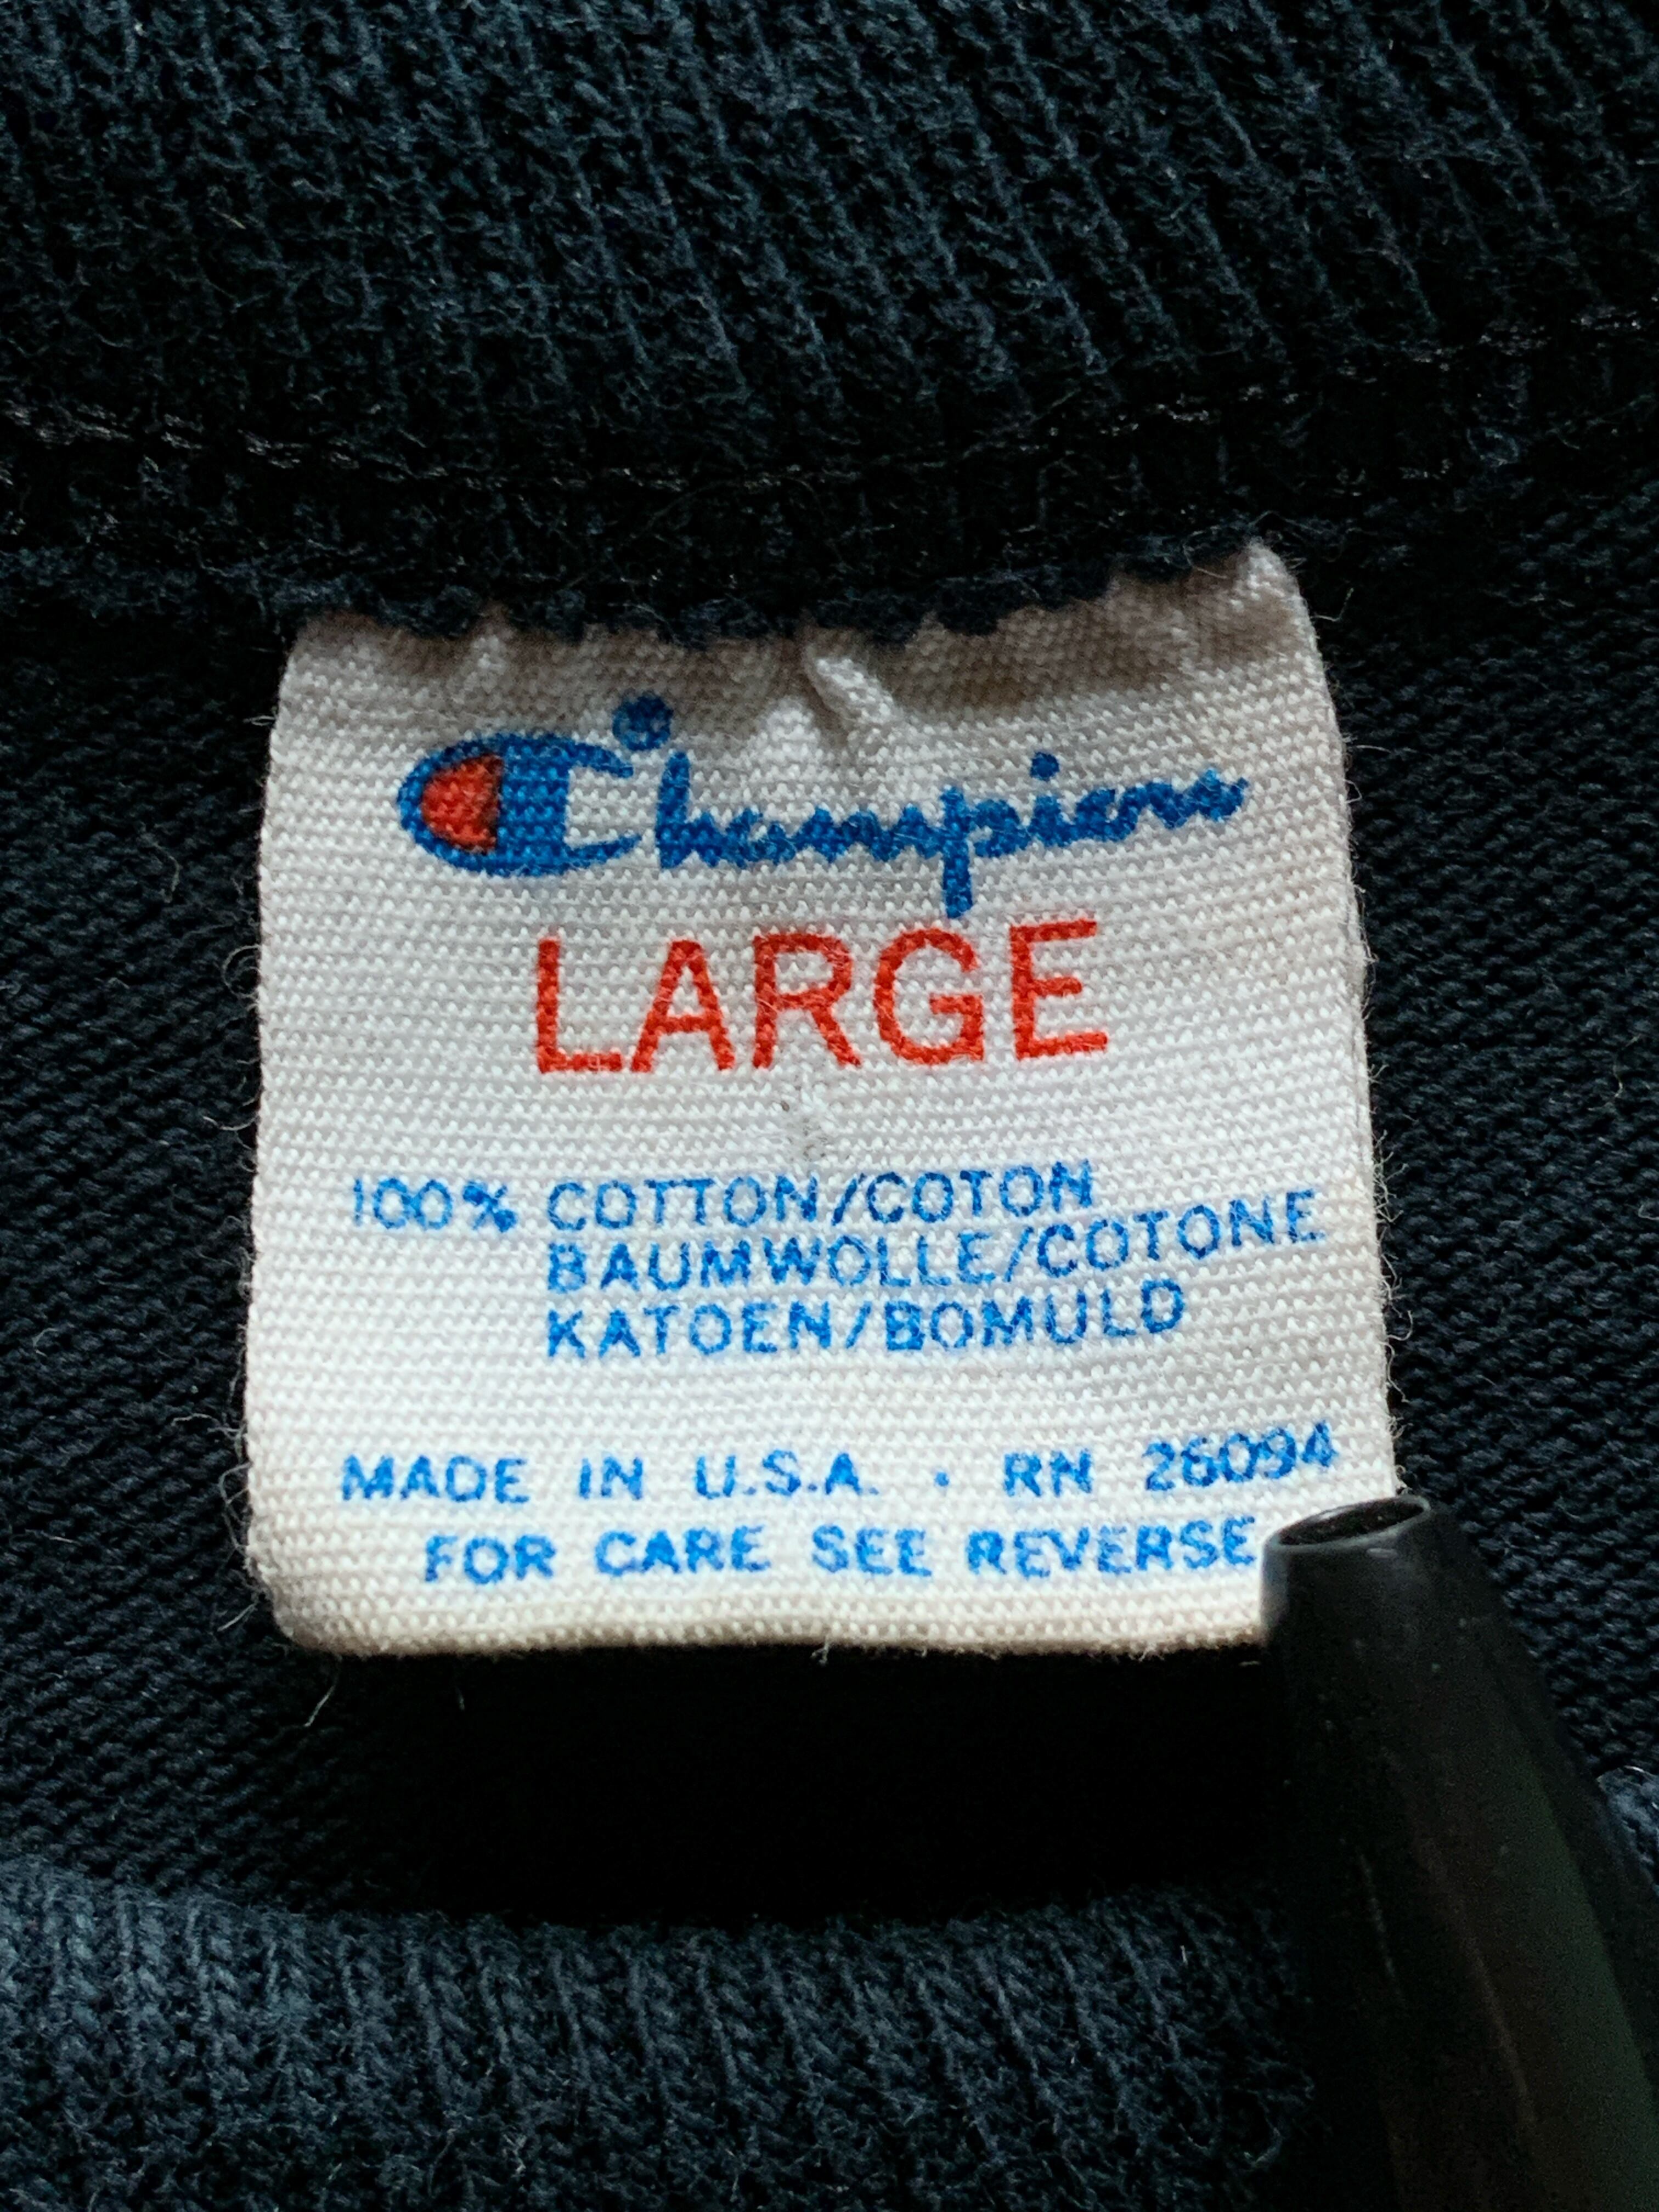 Champion
LARGE
100% COTTON/COTON
BAUMWOLLE/COTONE
KATOEN/BOMULD
MADE IN U.S.A. · RN 26094
FOR CARE SEE REVERSE